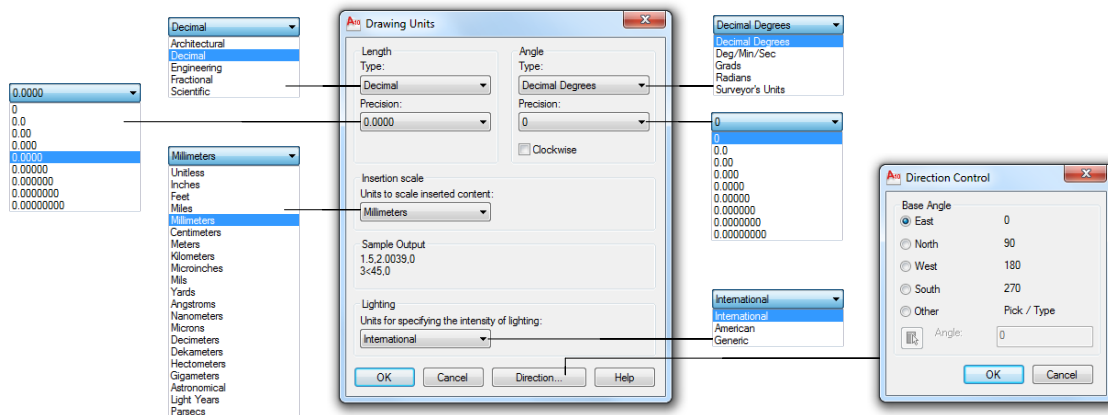 Decimal
Architectural
Decimal
Engineering
Fractional
Scientific
0.0000
0
0.0
0.00
0.000
0.0000
0.00000
0.000000
0.0000000
0.00000000
Millimeters
Unitless
Inches
Feet
Miles
Millimeters
Centimeters
Meters
Kilometers
Microinches
Mils
Yards
Angstroms
Nanometers
Microns
Decimeters
Dekameters
Hectometers
Gigameters
Astronomical
Light Years
Parsecs
Drawing Units
Length
Type:
Decimal
Precision:
0.0000
Angle
Type:
Decimal Degrees
Precision:
0
Clockwise
Insertion scale
Units to scale inserted content:
Millimeters
Sample Output
1.5,2.0039,0
3<45,0
Lighting
Units for specifying the intensity of lighting:
International
OK
Cancel
Direction...
Help
Decimal Degrees
Decimal Degrees
Deg/Min/Sec
Grads
Radians
Surveyor's Units
0
0
0.0
0.00
0.000
0.0000
0.00000
0.000000
0.0000000
0.00000000
International
International
American
Generic
Direction Control
Base Angle
East 0
North 90
West 180
South 270
Other Pick / Type
Angle: 0
OK
Cancel